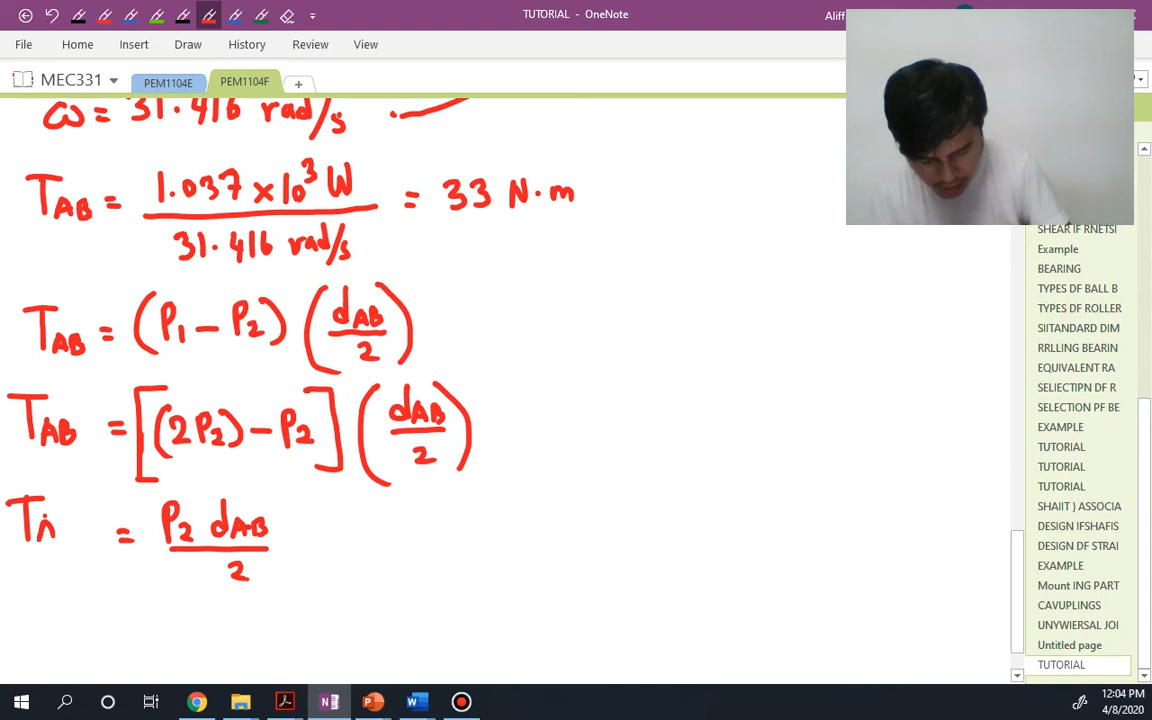 TUTORIAL - OneNote
Aliff
File Home Insert Draw History Review View
MEC331 PEM1104E PEM1104F
ω = 31.416 rad/s
T_AB = 1.037 ×10³ W / 31.416 rad/s = 33 N·m
T_AB = (P₁ − P₂) (d_AB / 2)
T_AB = [(2P₂) − P₂] (d_AB / 2)
T = P₂ d_AB / 2
SHEAR IF RNETSI
Example
BEARING
TYPES DF BALL B
TYPES DF ROLLER
SIITANDARD DIM
RRLLING BEARIN
EQUIVALENT RA
SELIECTIPN DF R
SELECTION PF BE
EXAMPLE
TUTORIAL
TUTORIAL
TUTORIAL
SHAIIT } ASSOCIA
DESIGN IFSHAFIS
DESIGN DF STRAI
EXAMPLE
Mount ING PART
CAVUPLINGS
UNYWIERSAL JOI
Untitled page
TUTORIAL
12:04 PM
4/8/2020